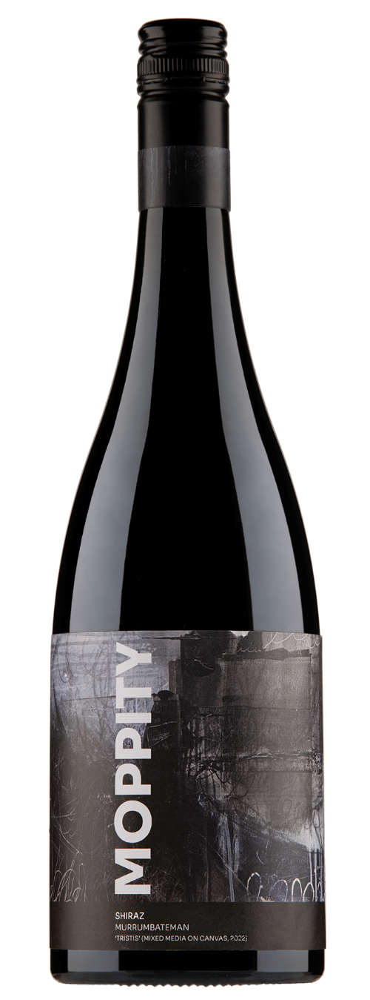 MOPPITY
SHIRAZ
MURRUMBATEMAN
'TRISTIS' (MIXED MEDIA ON CANVAS, 2022)